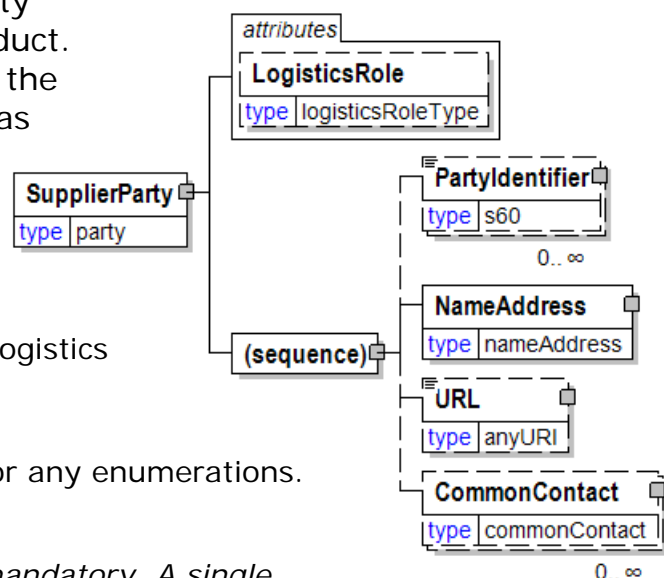 ty
duct.
the
as
attributes
LogisticsRole
type logisticsRoleType
SupplierParty
type party
PartyIdentifier
type s60
0.. ∞
NameAddress
type nameAddress
ogistics
(sequence)
URL
type anyURI
or any enumerations.
CommonContact
type commonContact
nandatory. A single
0.. ∞